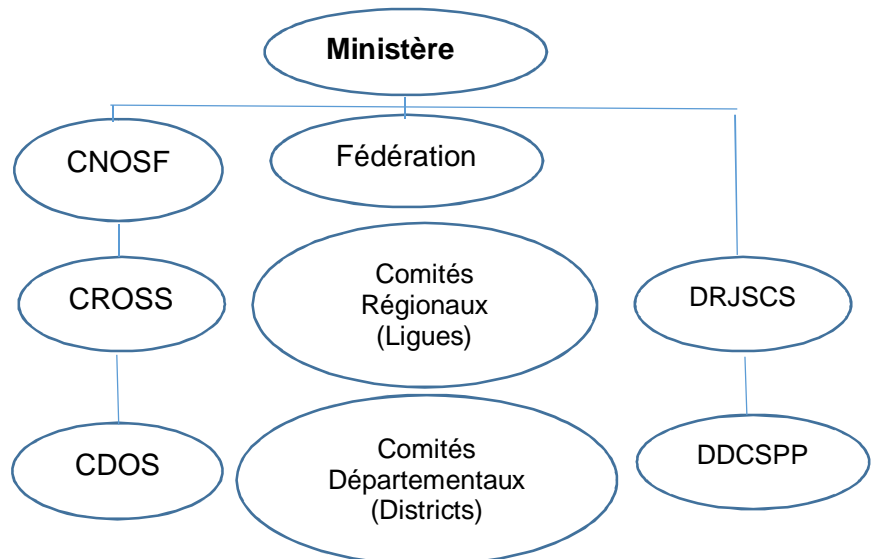 Ministère
CNOSF
Fédération
CROSS
Comités
Régionaux
(Ligues)
DRJSCS
CDOS
Comités
Départementaux
(Districts)
DDCSPP